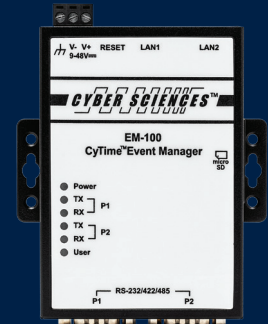 V- V+ RESET LAN1 LAN2
9-48V
CYBER SCIENCES™
EM-100
CyTime™Event Manager
micro
SD
Power
TX
RX
P1
TX
RX
P2
User
RS-232/422/485
P1 P2